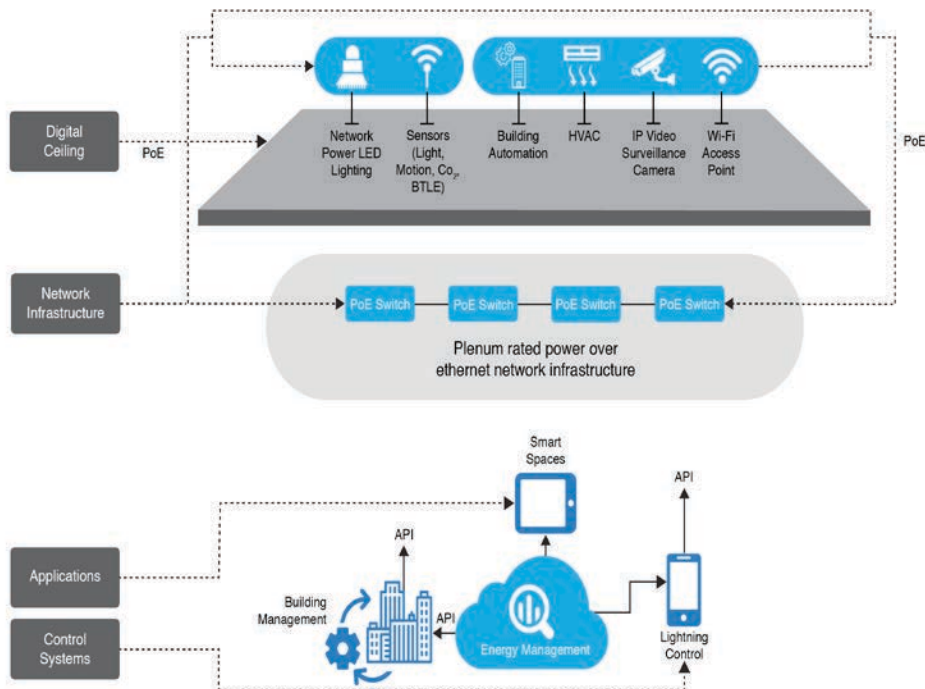 Digital
Ceiling
PoE
Network
Power LED
Lighting
Sensors
(Light,
Motion, Co₂,
BTLE)
Building
Automation
HVAC
IP Video
Surveillance
Camera
Wi-Fi
Access
Point
PoE
Network
Infrastructure
PoE Switch
PoE Switch
PoE Switch
PoE Switch
Plenum rated power over
ethernet network infrastructure
Smart
Spaces
API
API
Applications
Building
Management
API
Control
Systems
Energy Management
Lightning
Control